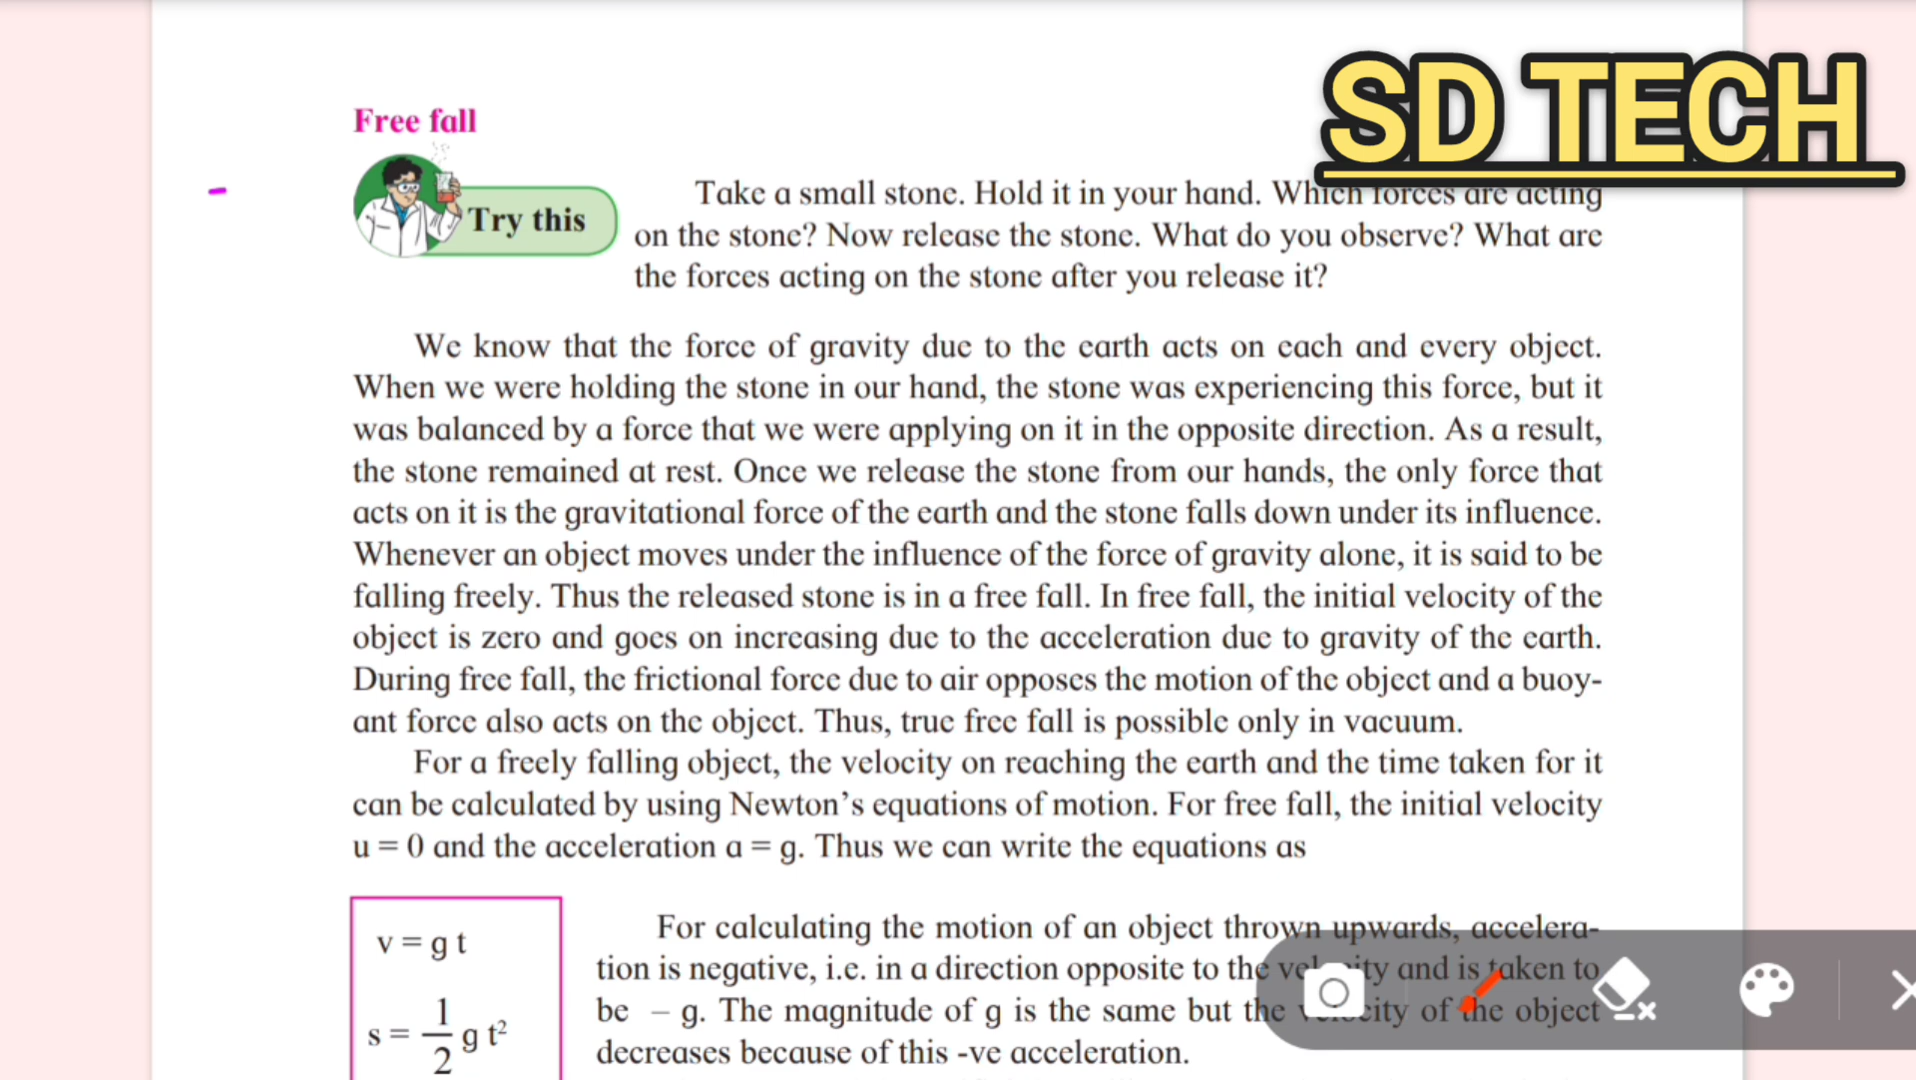 SD TECH
Free fall
Try this
Take a small stone. Hold it in your hand. Which forces are acting
on the stone? Now release the stone. What do you observe? What are
the forces acting on the stone after you release it?
We know that the force of gravity due to the earth acts on each and every object.
When we were holding the stone in our hand, the stone was experiencing this force, but it
was balanced by a force that we were applying on it in the opposite direction. As a result,
the stone remained at rest. Once we release the stone from our hands, the only force that
acts on it is the gravitational force of the earth and the stone falls down under its influence.
Whenever an object moves under the influence of the force of gravity alone, it is said to be
falling freely. Thus the released stone is in a free fall. In free fall, the initial velocity of the
object is zero and goes on increasing due to the acceleration due to gravity of the earth.
During free fall, the frictional force due to air opposes the motion of the object and a buoy-
ant force also acts on the object. Thus, true free fall is possible only in vacuum.
For a freely falling object, the velocity on reaching the earth and the time taken for it
can be calculated by using Newton’s equations of motion. For free fall, the initial velocity
u = 0 and the acceleration a = g. Thus we can write the equations as
v = g t
s = 1/2 g t²
For calculating the motion of an object thrown upwards, accelera-
tion is negative, i.e. in a direction opposite to the velocity and is taken to
be – g. The magnitude of g is the same but the velocity of the object
decreases because of this -ve acceleration.